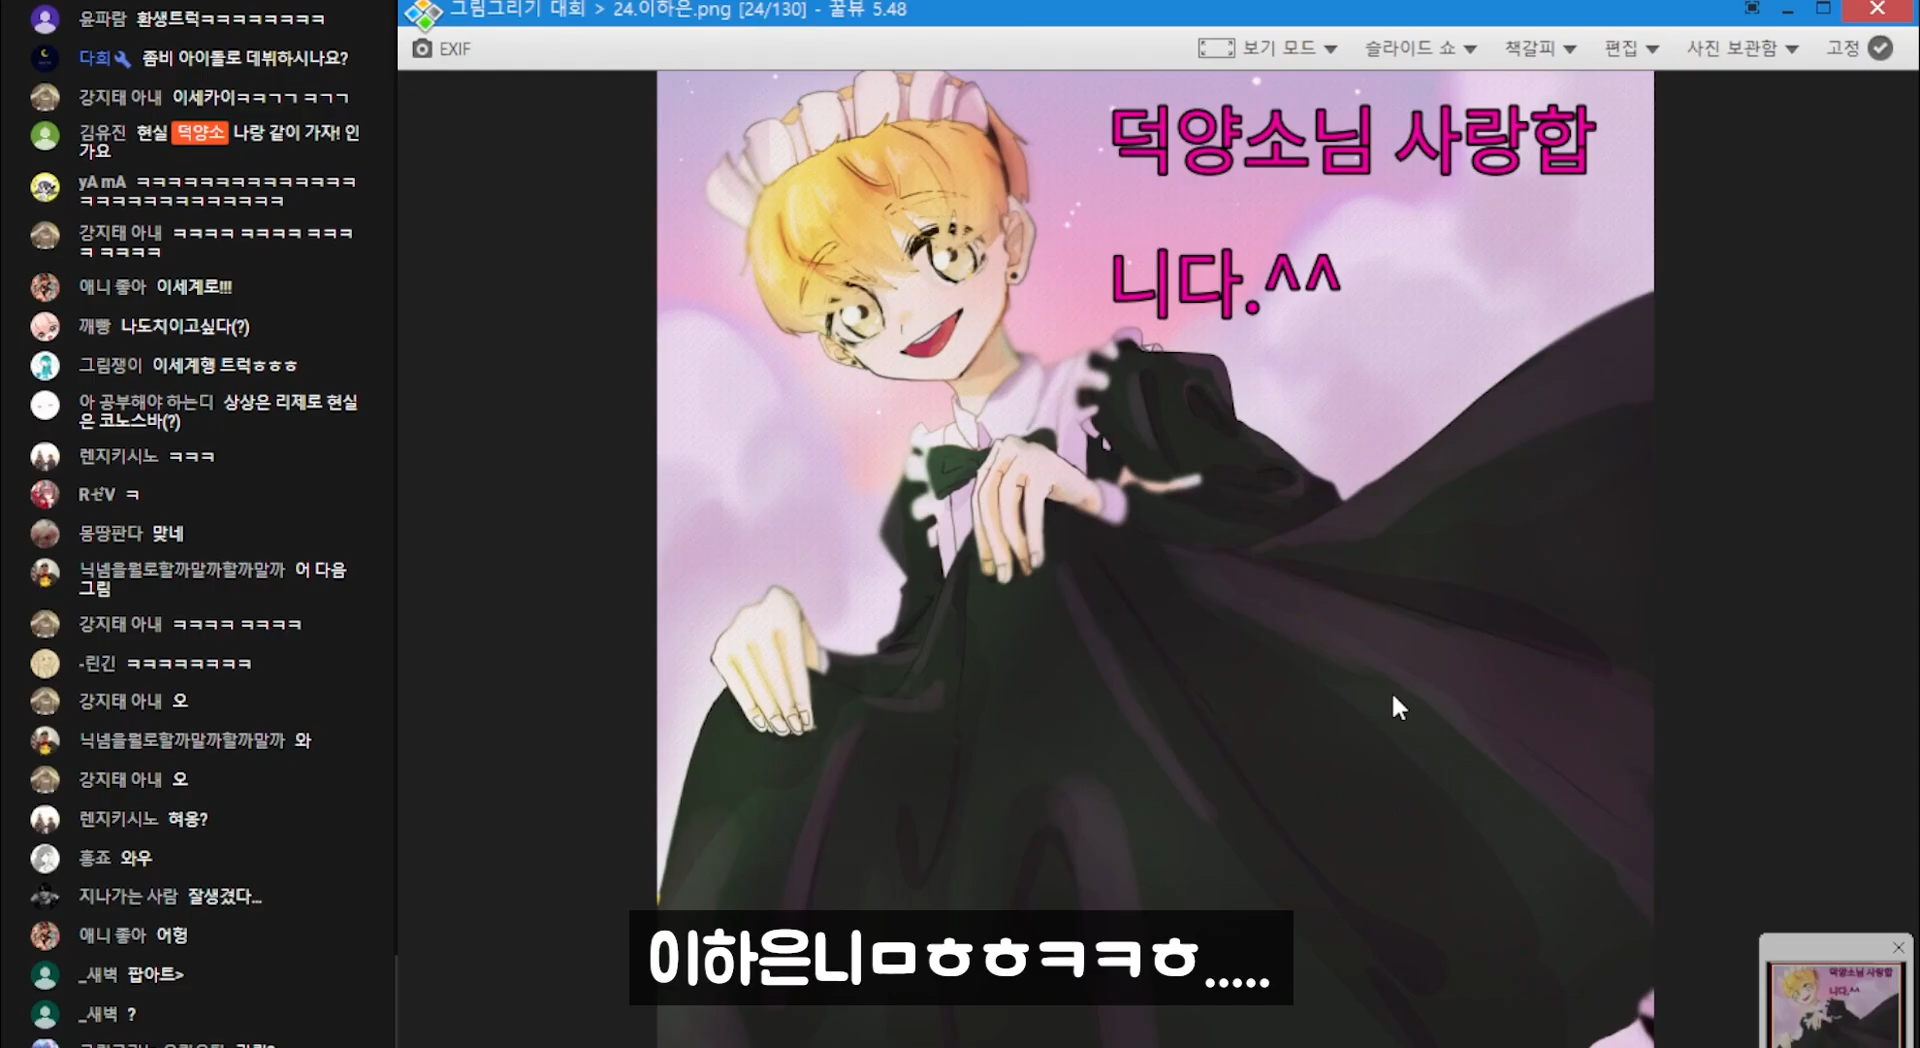 윤파람 환생트럭ㅋㅋㅋㅋㅋㅋㅋㅋ
다희 좀비 아이돌로 데뷔하시나요?
강지태 아내 이세카이ㅋㅋㄱㄱ ㅋㄱㄱ
김유진 현실 덕양소 나랑 같이 가자! 인
가요
yA mA ㅋㅋㅋㅋㅋㅋㅋㅋㅋㅋㅋㅋㅋㅋ
ㅋㅋㅋㅋㅋㅋㅋㅋㅋㅋㅋㅋㅋ
강지태 아내 ㅋㅋㅋㅋ ㅋㅋㅋㅋ ㅋㅋㅋ
ㅋ ㅋㅋㅋㅋ
애니 좋아 이세계로!!!
깨빵 나도치이고싶다(?)
그림쟁이 이세계행 트럭ㅎㅎㅎ
아 공부해야 하는디 상상은 리제로 현실
은 코노스바(?)
렌지키시노 ㅋㅋㅋ
RゼV ㅋ
몽땅판다 맞네
닉넴을뭘로할까말까할까말까 어 다음
그림
강지태 아내 ㅋㅋㅋㅋ ㅋㅋㅋㅋ
-린긴 ㅋㅋㅋㅋㅋㅋㅋㅋ
강지태 아내 오
닉넴을뭘로할까말까할까말까 와
강지태 아내 오
렌지키시노 혀옹?
홍죠 와우
지나가는 사람 잘생겼다...
애니 좋아 어헝
_새벽 팝아트>
_새벽 ?
그림그리기 대회 > 24.이하은.png [24/130] - 꿀뷰 5.48
EXIF 보기 모드 슬라이드 쇼 책갈피 편집 사진 보관함 고정
덕양소님 사랑합
니다.^^
이하은니ㅁㅎㅎㅋㅋㅎ.....
덕양소님 사랑합
니다.^^